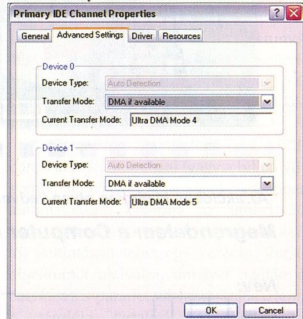 Primary IDE Channel Properties
General Advanced Settings Driver Resources
Device 0
Device Type: Auto Detection
Transfer Mode: DMA if available
Current Transfer Mode: Ultra DMA Mode 4
Device 1
Device Type: Auto Detection
Transfer Mode: DMA if available
Current Transfer Mode: Ultra DMA Mode 5
OK Cancel